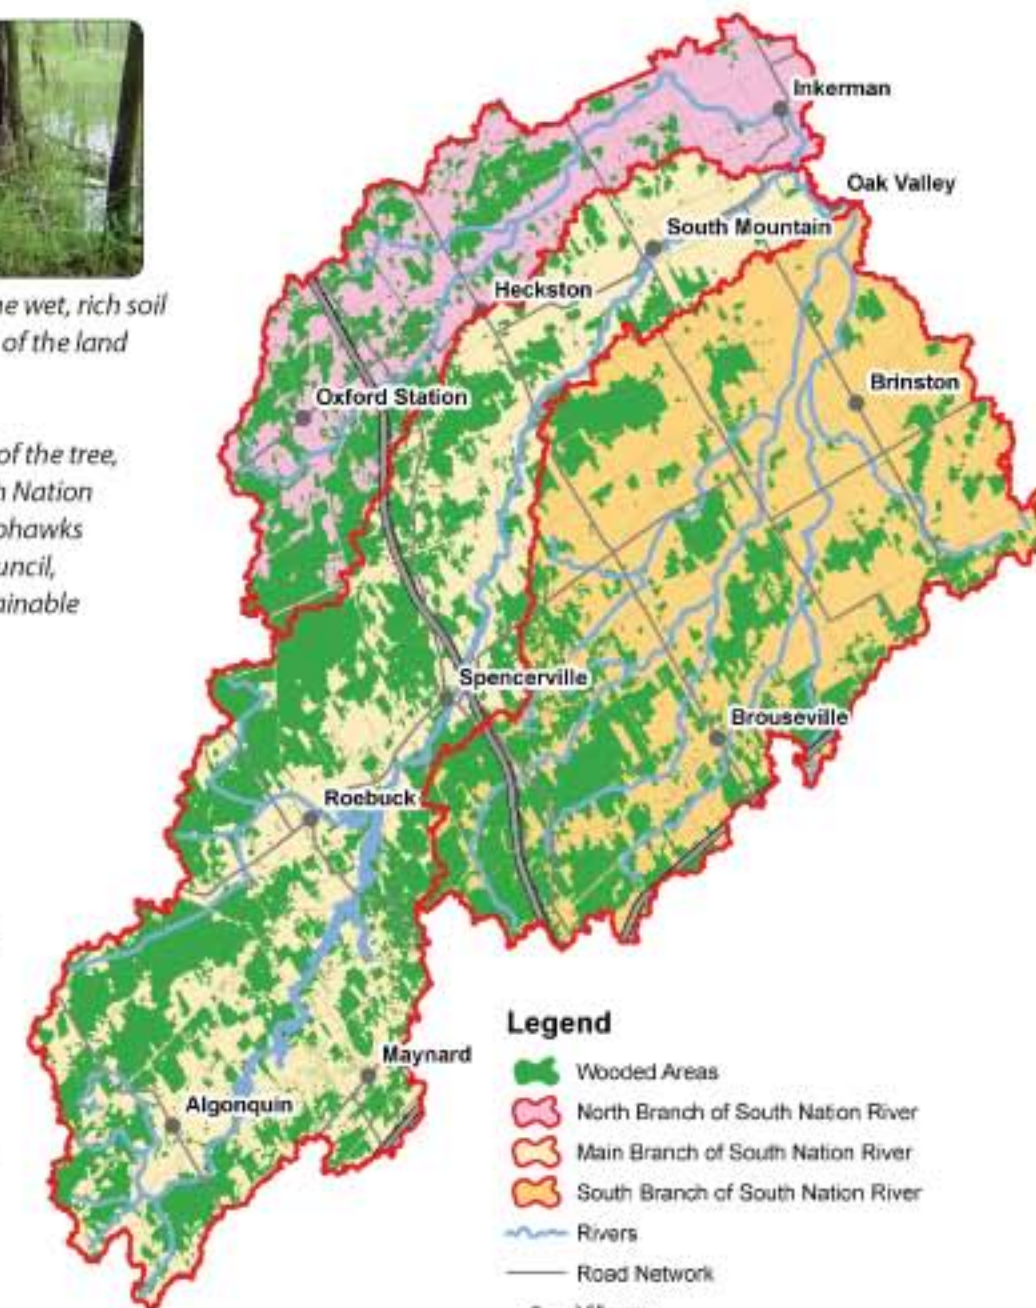 ne wet, rich soil
of the land
of the tree,
h Nation
ohawks
uncil,
ainable
Inkerman
Oak Valley
South Mountain
Heckston
Brinston
Oxford Station
Spencerville
Brouseville
Roebuck
Maynard
Algonquin
Legend
Wooded Areas
North Branch of South Nation River
Main Branch of South Nation River
South Branch of South Nation River
Rivers
Road Network